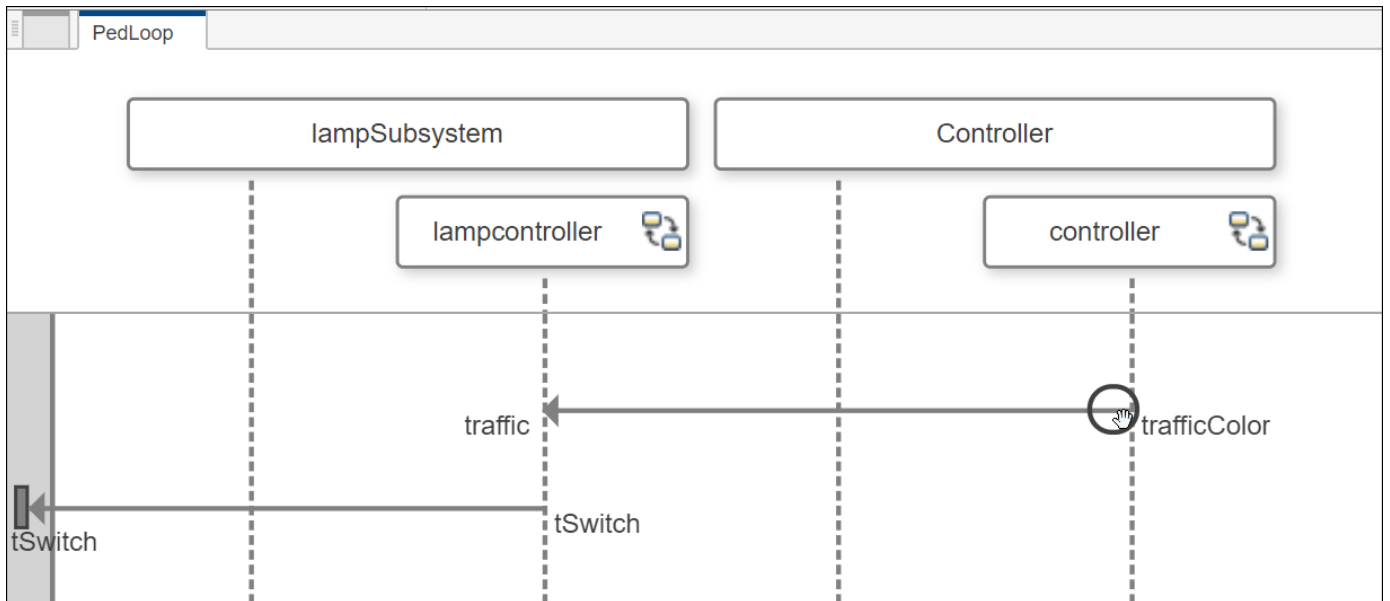 PedLoop
lampSubsystem
Controller
lampcontroller
controller
traffic
trafficColor
tSwitch
tSwitch